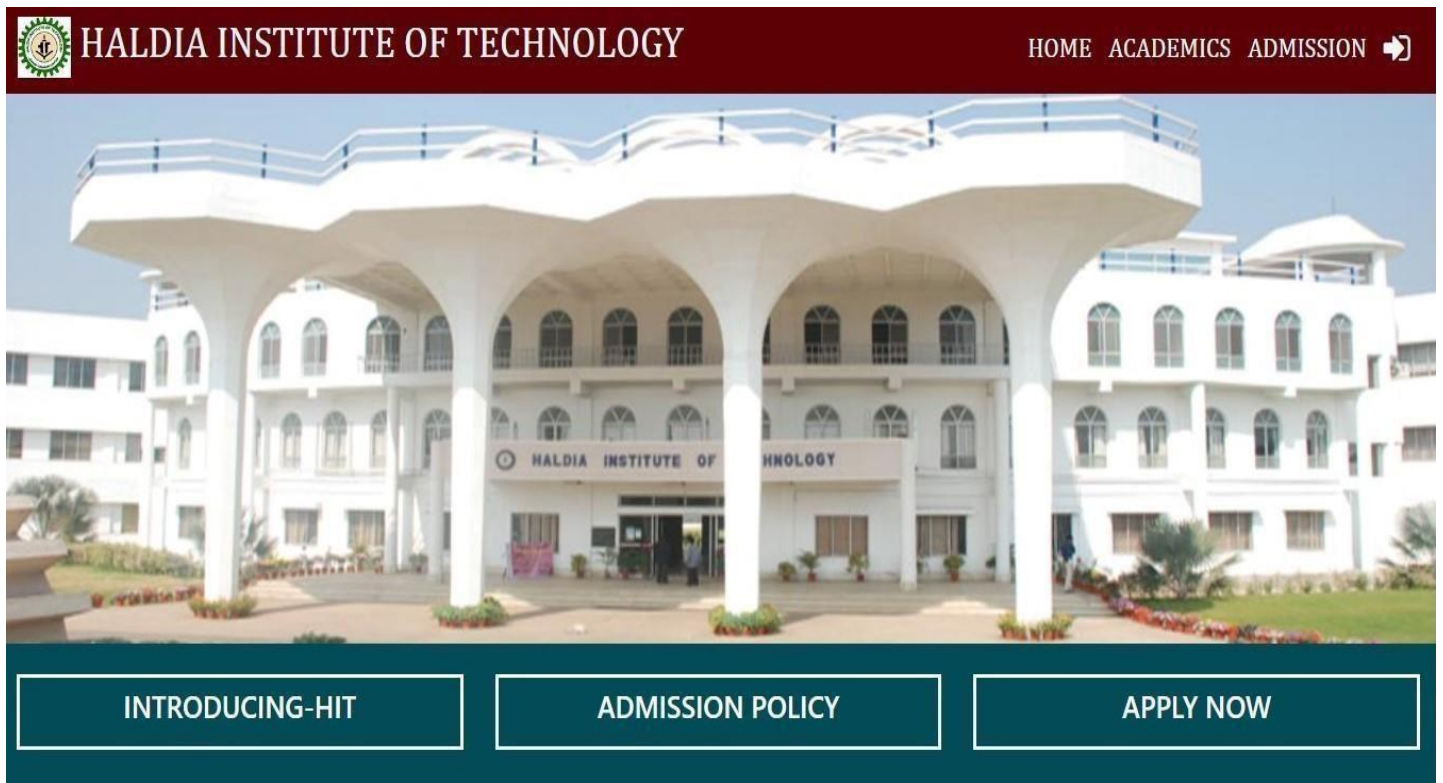 HALDIA INSTITUTE OF TECHNOLOGY
HOME ACADEMICS ADMISSION
HALDIA INSTITUTE OF HNOLOGY
INTRODUCING-HIT
ADMISSION POLICY
APPLY NOW